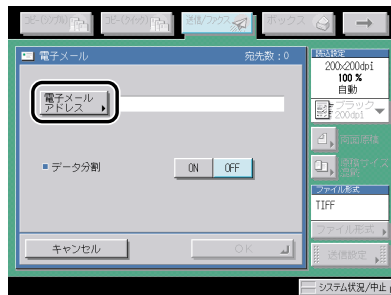 コピー(シンプル)
コピー(クイック)
送信/ファクス
ボックス
電子メール
宛先数:0
電子メール
アドレス
データ分割
ON
OFF
キャンセル
OK
読込設定
200×200dpi
100 %
自動
ブラック
200dpi
両面原稿
原稿サイズ
混載
ファイル形式
TIFF
ファイル形式
送信設定
システム状況/中止